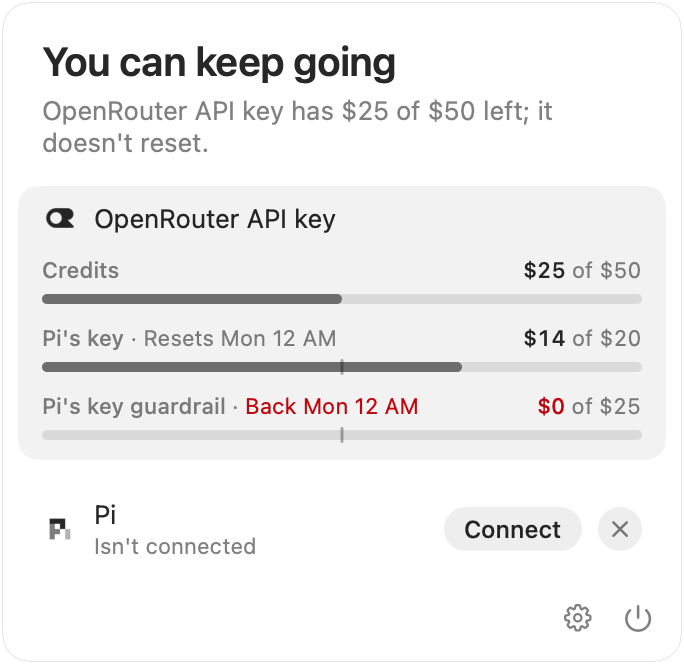 You can keep going
OpenRouter API key has $25 of $50 left; it
doesn't reset.
OpenRouter API key
Credits $25 of $50
Pi's key · Resets Mon 12 AM $14 of $20
Pi's key guardrail · Back Mon 12 AM $0 of $25
Pi
Isn't connected
Connect